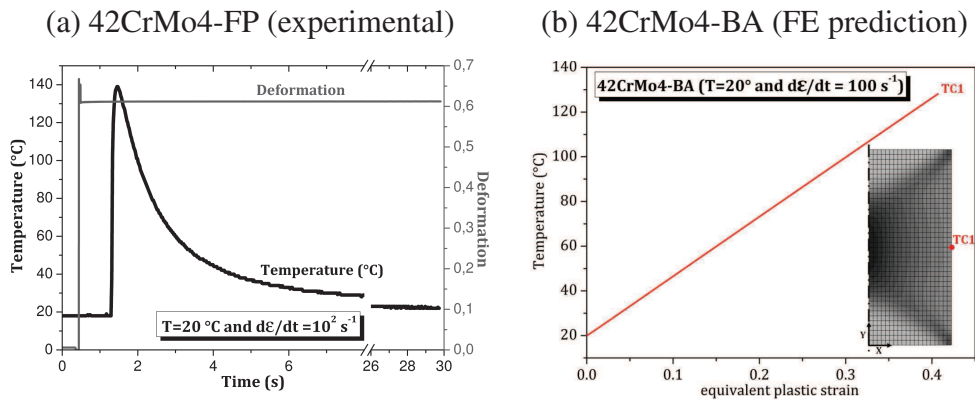 (a) 42CrMo4-FP (experimental)
140
120
100
80
60
40
20
0
Temperature (°C)
0,7
0,6
0,5
0,4
0,3
0,2
0,1
0,0
Deformation
Deformation
Temperature (°C)
T=20 °C and dε/dt =10² s⁻¹
0
2
4
6
26
28
30
Time (s)
(b) 42CrMo4-BA (FE prediction)
140
120
100
80
60
40
20
Temperature (°C)
42CrMo4-BA (T=20° and dε/dt = 100 s⁻¹)
TC1
TC1
Y
X
0.0
0.1
0.2
0.3
0.4
equivalent plastic strain